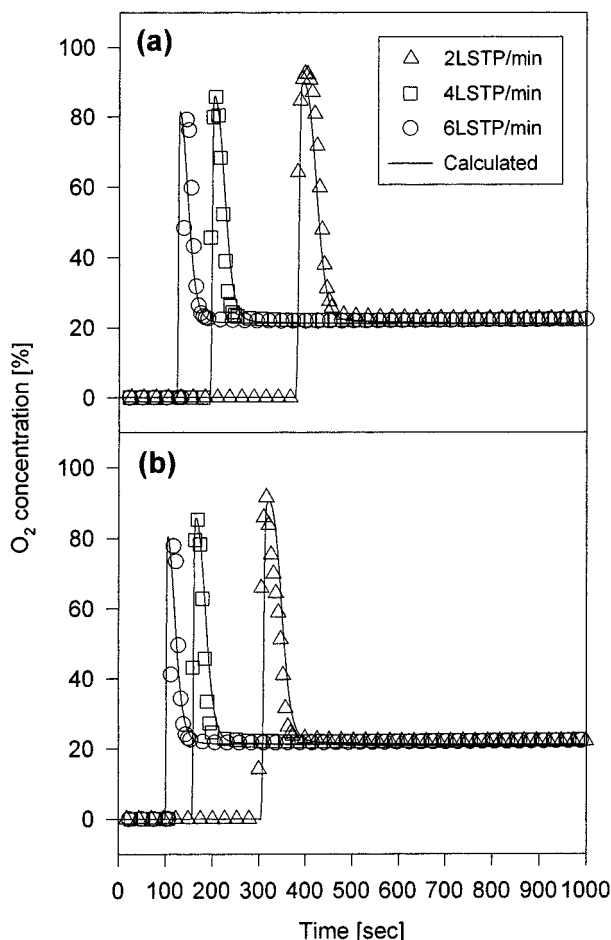 (a)
2LSTP/min
4LSTP/min
6LSTP/min
Calculated
100
80
60
40
20
0
(b)
100
80
60
40
20
0
O2 concentration [%]
0 100 200 300 400 500 600 700 800 900 1000
Time [sec]